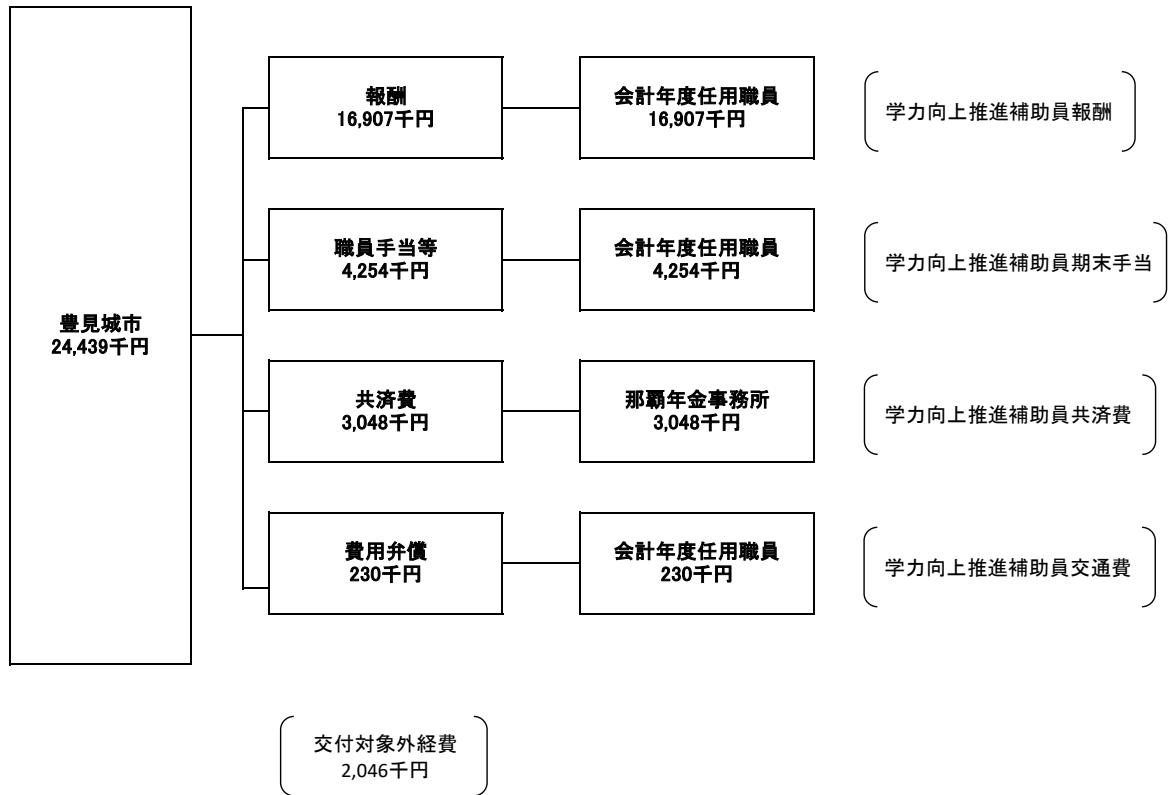 豊見城市
24,439千円
報酬
16,907千円
会計年度任用職員
16,907千円
学力向上推進補助員報酬
職員手当等
4,254千円
会計年度任用職員
4,254千円
学力向上推進補助員期末手当
共済費
3,048千円
那覇年金事務所
3,048千円
学力向上推進補助員共済費
費用弁償
230千円
会計年度任用職員
230千円
学力向上推進補助員交通費
交付対象外経費
2,046千円